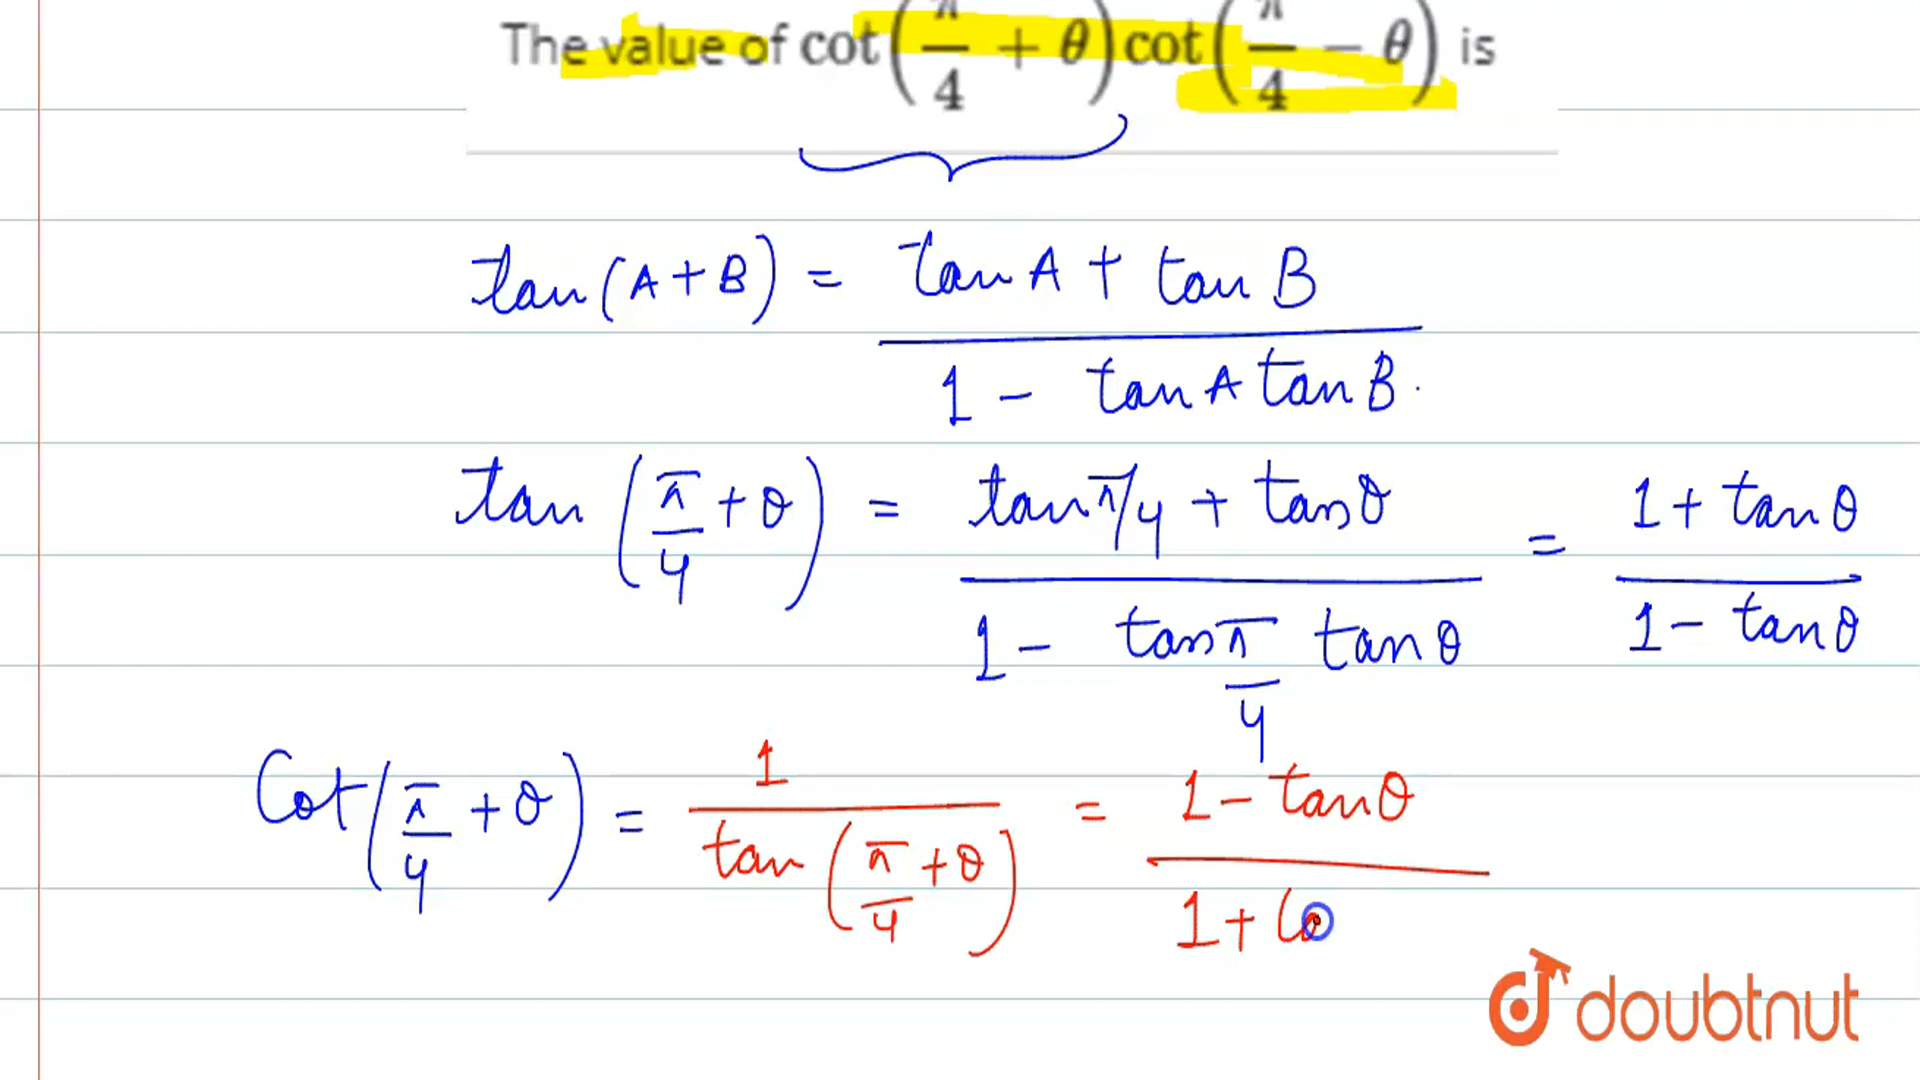 The value of cot(π/4 + θ) cot(π/4 − θ) is
tan(A+B) = (tan A + tan B)/(1 − tan A tan B).
tan(π/4 + θ) = (tan π/4 + tan θ)/(1 − tan π/4 tan θ) = (1 + tan θ)/(1 − tan θ)
Cot(π/4 + θ) = 1/(tan(π/4 + θ)) = (1 − tan θ)/(1 + Co
doubtnut